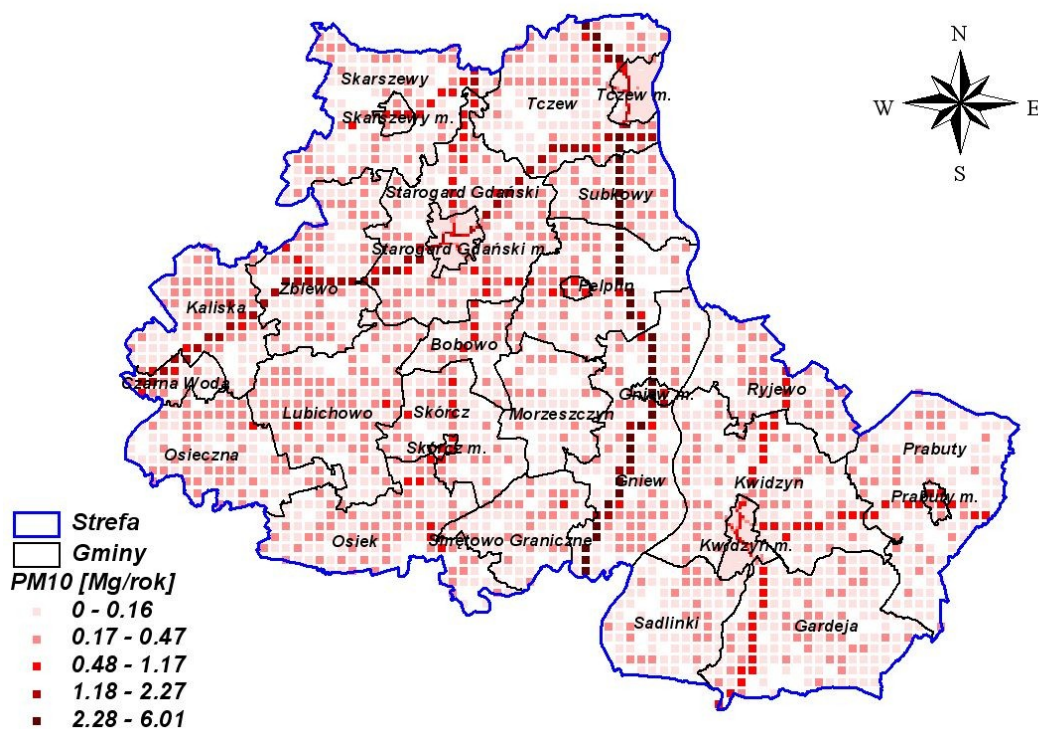 N
W E
S
Skarszewy
Skarszewy m.
Tczew
Tczew m.
Starogard Gdański
Subkowy
Starogard Gdański m.
Zblewo
Pelplin
Kaliska
Bobowo
Czarna Woda
Lubichowo
Skórcz
Morzeszczyn
Gniew m.
Ryjewo
Osieczna
Skórcz m.
Gniew
Kwidzyn
Prabuty
Prabuty m.
Osiek
Smętowo Graniczne
Kwidzyn m.
Sadlinki
Gardeja
Strefa
Gminy
PM10 [Mg/rok]
0 - 0.16
0.17 - 0.47
0.48 - 1.17
1.18 - 2.27
2.28 - 6.01